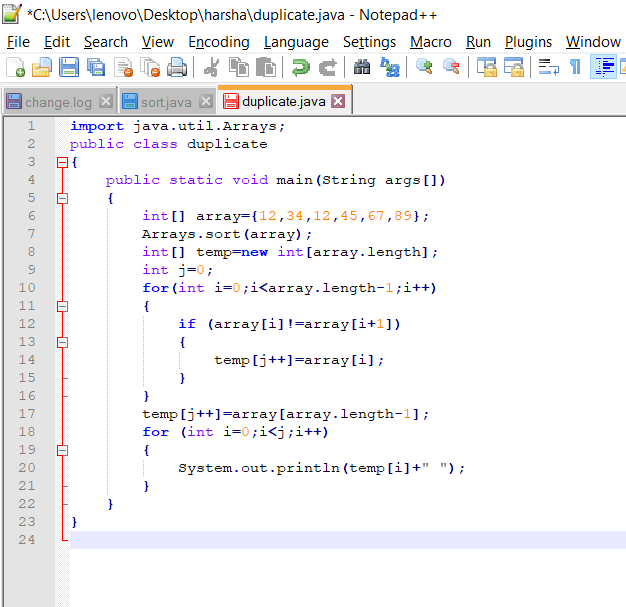 *C:\Users\lenovo\Desktop\harsha\duplicate.java - Notepad++
File Edit Search View Encoding Language Settings Macro Run Plugins Window
change.log sort.java duplicate.java
1 import java.util.Arrays;
2 public class duplicate
3 {
4 public static void main(String args[])
5 {
6 int[] array={12,34,12,45,67,89};
7 Arrays.sort(array);
8 int[] temp=new int[array.length];
9 int j=0;
10 for(int i=0;i<array.length-1;i++)
11 {
12 if (array[i]!=array[i+1])
13 {
14 temp[j++]=array[i];
15 }
16 }
17 temp[j++]=array[array.length-1];
18 for (int i=0;i<j;i++)
19 {
20 System.out.println(temp[i]+" ");
21 }
22 }
23 }
24